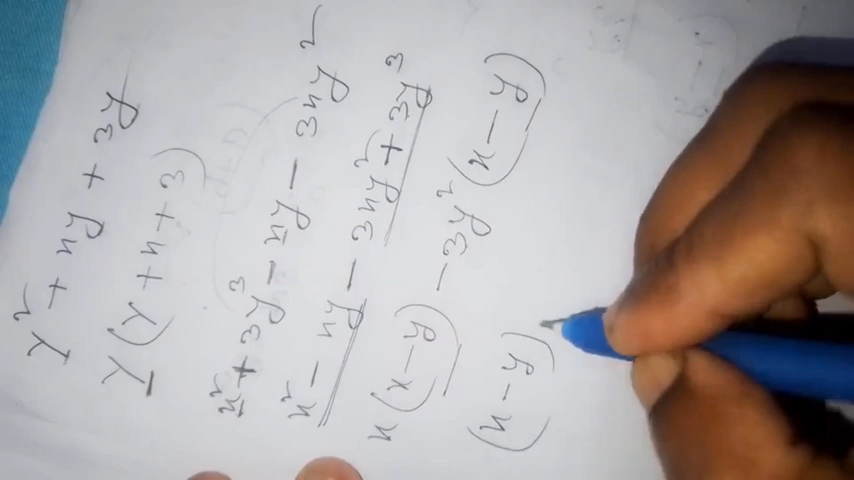 y² + xy + 3y
y(y + x + 3)
x² + 3y³ - xy - 3xy²
x² - xy - 3xy² + 3y³
x(x - y) - 3y²(x - y)
(x - y)